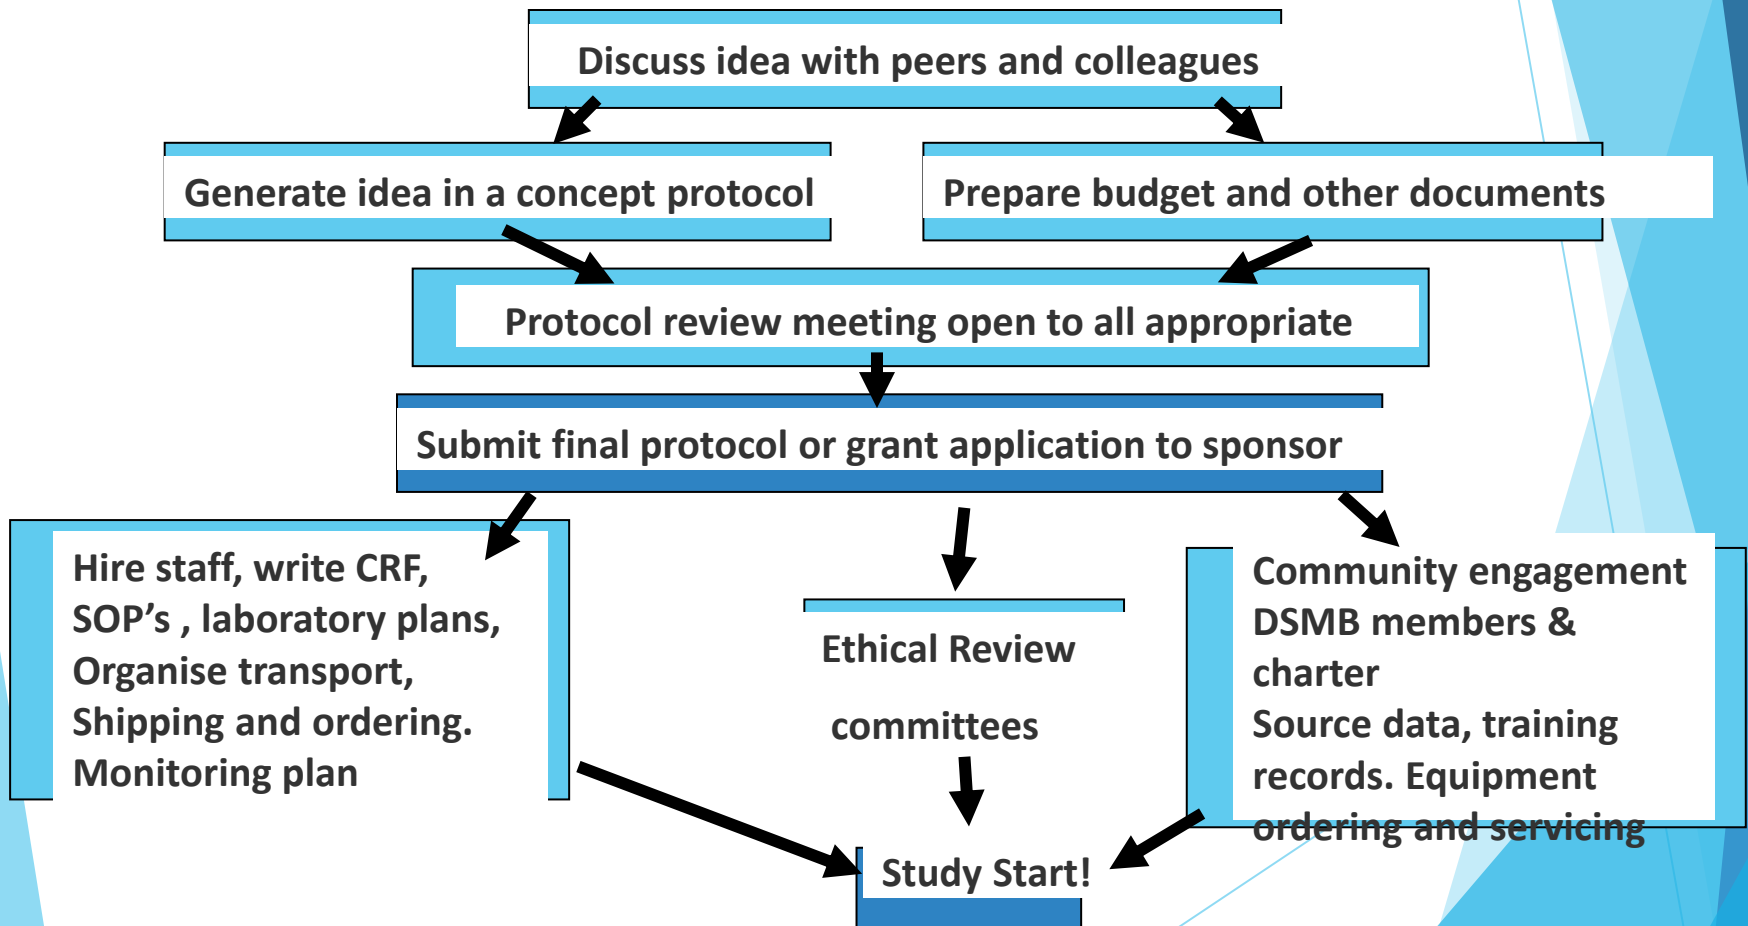 Discuss idea with peers and colleagues
Generate idea in a concept protocol
Prepare budget and other documents
Protocol review meeting open to all appropriate
Submit final protocol or grant application to sponsor
Hire staff, write CRF,
SOP’s , laboratory plans,
Organise transport,
Shipping and ordering.
Monitoring plan
Ethical Review
committees
Community engagement
DSMB members &
charter
Source data, training
records. Equipment
ordering and servicing
Study Start!